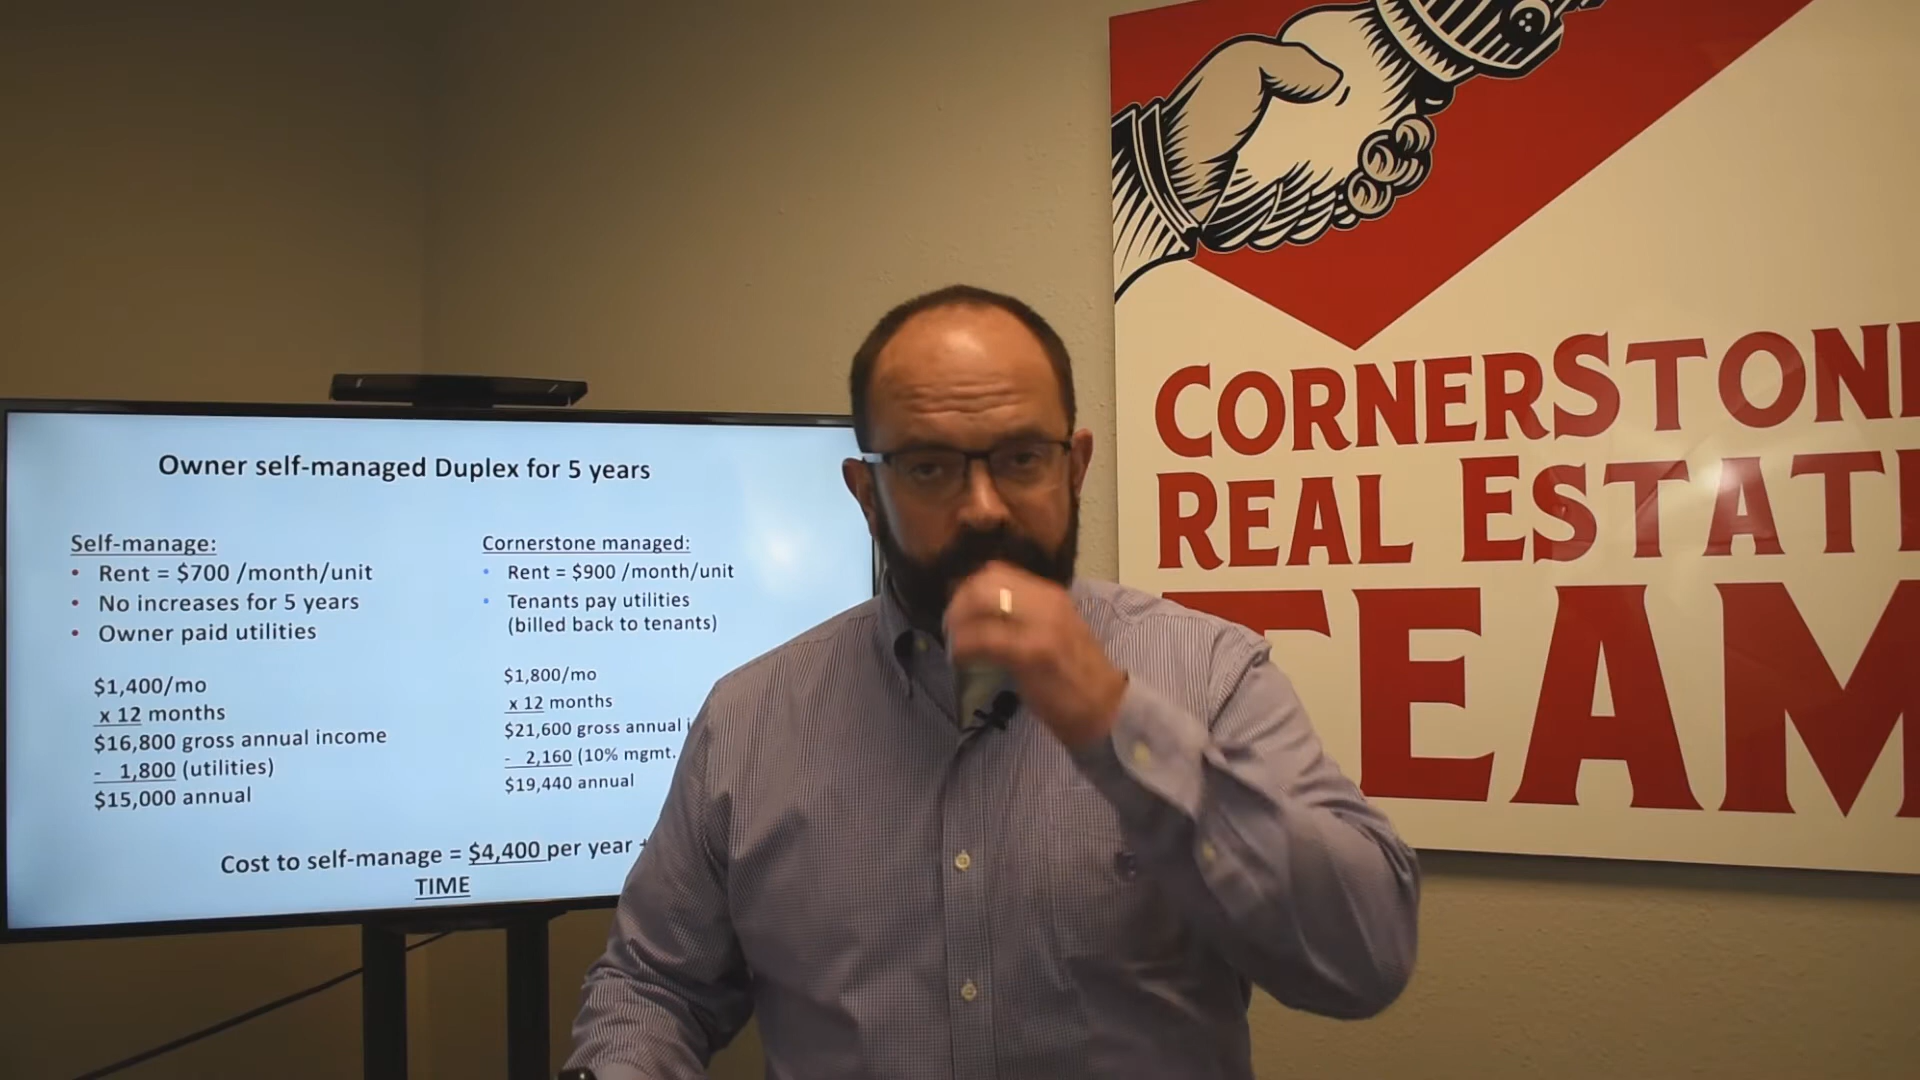 Owner self-managed Duplex for 5 years
Self-manage:
• Rent = $700 /month/unit
• No increases for 5 years
• Owner paid utilities
$1,400/mo
x 12 months
$16,800 gross annual income
- 1,800 (utilities)
$15,000 annual
Cornerstone managed:
• Rent = $900 /month/unit
• Tenants pay utilities
(billed back to tenants)
$1,800/mo
x 12 months
$21,600 gross annual
- 2,160 (10% mgmt.
$19,440 annual
Cost to self-manage = $4,400 per year
TIME
CORNERSTON
REAL ESTAT
TEAM